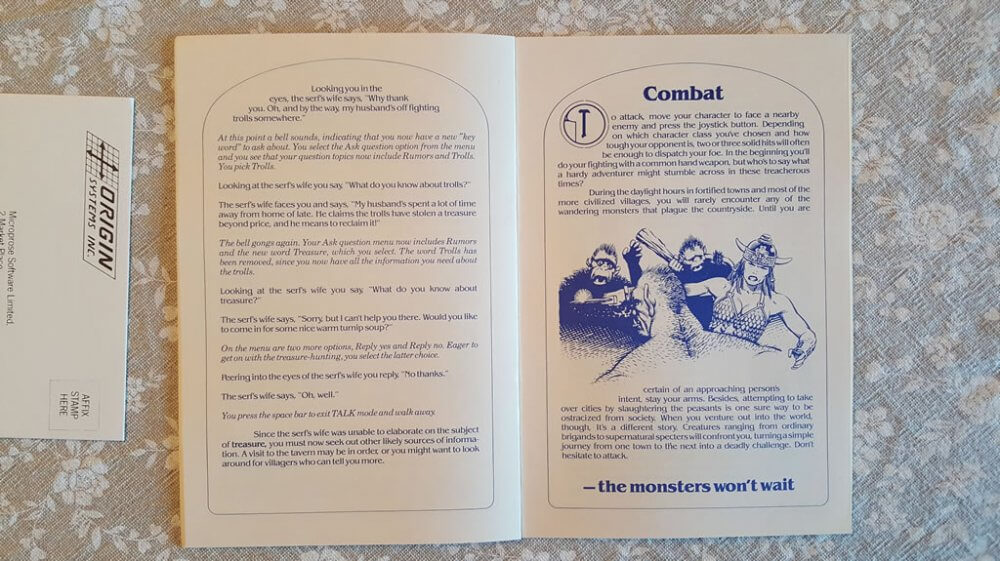 ORIGIN
SYSTEMS INC.
Microprose Software Limited,
2 Market Place
AFFIX
STAMP
HERE
Looking you in the
eyes, the serf's wife says, "Why thank
you. Oh, and by the way, my husband's off fighting
trolls somewhere."
At this point a bell sounds, indicating that you now have a new "key
word" to ask about. You select the Ask question option from the menu
and you see that your question topics now include Rumors and Trolls.
You pick Trolls.
Looking at the serf's wife you say, "What do you know about trolls?"
The serf's wife faces you and says, "My husband's spent a lot of time
away from home of late. He claims the trolls have stolen a treasure
beyond price, and he means to reclaim it!"
The bell gongs again. Your Ask question menu now includes Rumors
and the new word Treasure, which you select. The word Trolls has
been removed, since you now have all the information you need about
the trolls.
Looking at the serf's wife you say, "What do you know about
treasure?"
The serf's wife says, "Sorry, but I can't help you there. Would you like
to come in for some nice warm turnip soup?"
On the menu are two more options, Reply yes and Reply no. Eager to
get on with the treasure-hunting, you select the latter choice.
Peering into the eyes of the serf's wife you reply, "No thanks."
The serf's wife says, "Oh, well."
You press the space bar to exit TALK mode and walk away.
Since the serf's wife was unable to elaborate on the subject
of treasure, you must now seek out other likely sources of informa-
tion. A visit to the tavern may be in order, or you might want to look
around for villagers who can tell you more.
Combat
To attack, move your character to face a nearby
enemy and press the joystick button. Depending
on which character class you've chosen and how
tough your opponent is, two or three solid hits will often
be enough to dispatch your foe. In the beginning you'll
do your fighting with a common hand weapon, but who's to say what
a hardy adventurer might stumble across in these treacherous
times?
During the daylight hours in fortified towns and most of the
more civilized villages, you will rarely encounter any of the
wandering monsters that plague the countryside. Until you are
certain of an approaching person's
intent, stay your arms. Besides, attempting to take
over cities by slaughtering the peasants is one sure way to be
ostracized from society. When you venture out into the world,
though, It's a different story. Creatures ranging from ordinary
brigands to supernatural specters will confront you, turning a simple
journey from one town to the next into a deadly challenge. Don't
hesitate to attack.
—the monsters won't wait